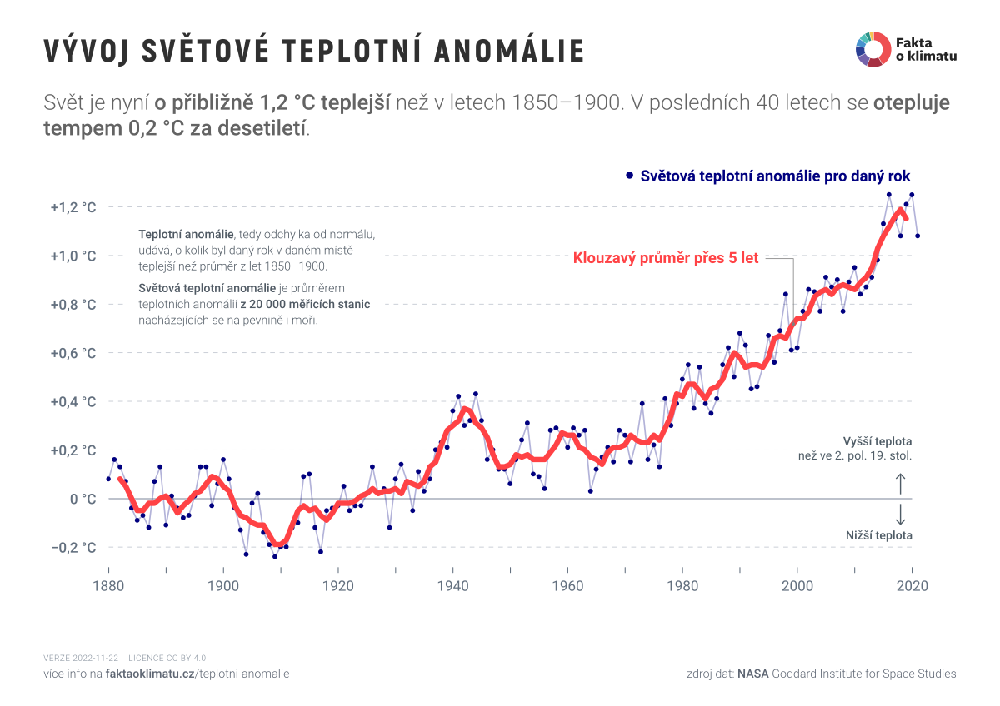 VÝVOJ SVĚTOVÉ TEPLOTNÍ ANOMÁLIE
Fakta
o klimatu
Svět je nyní o přibližně 1,2 °C teplejší než v letech 1850–1900. V posledních 40 letech se otepluje
tempem 0,2 °C za desetiletí.
Světová teplotní anomálie pro daný rok
+1,2 °C
Teplotní anomálie, tedy odchylka od normálu,
udává, o kolik byl daný rok v daném místě
teplejší než průměr z let 1850–1900.
+1,0 °C
Klouzavý průměr přes 5 let
Světová teplotní anomálie je průměrem
teplotních anomálií z 20 000 měřicích stanic
nacházejících se na pevnině i moři.
+0,8 °C
+0,6 °C
+0,4 °C
+0,2 °C
Vyšší teplota
než ve 2. pol. 19. stol.
0 °C
Nižší teplota
−0,2 °C
1880 1900 1920 1940 1960 1980 2000 2020
VERZE 2022-11-22 LICENCE CC BY 4.0
více info na faktaoklimatu.cz/teplotni-anomalie
zdroj dat: NASA Goddard Institute for Space Studies